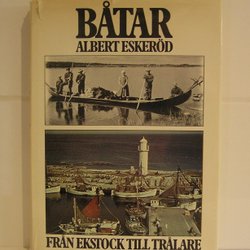 BÅTAR
ALBERT ESKERÖD
FRÅN EKSTOCK TILL TRÅLARE